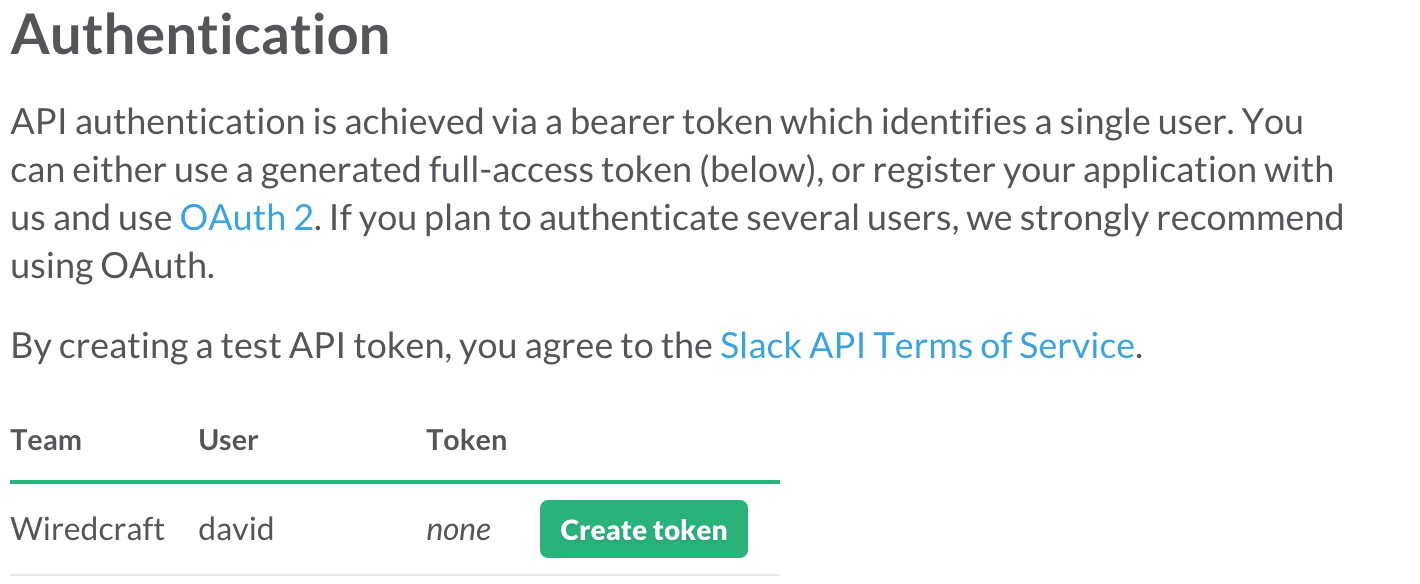 Authentication
API authentication is achieved via a bearer token which identifies a single user. You
can either use a generated full-access token (below), or register your application with
us and use OAuth 2. If you plan to authenticate several users, we strongly recommend
using OAuth.
By creating a test API token, you agree to the Slack API Terms of Service.
Team User Token
Wiredcraft david none Create token